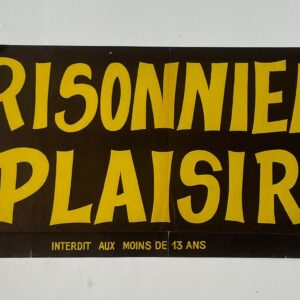 RISONNIE
PLAISIR
INTERDIT AUX MOINS DE 13 ANS